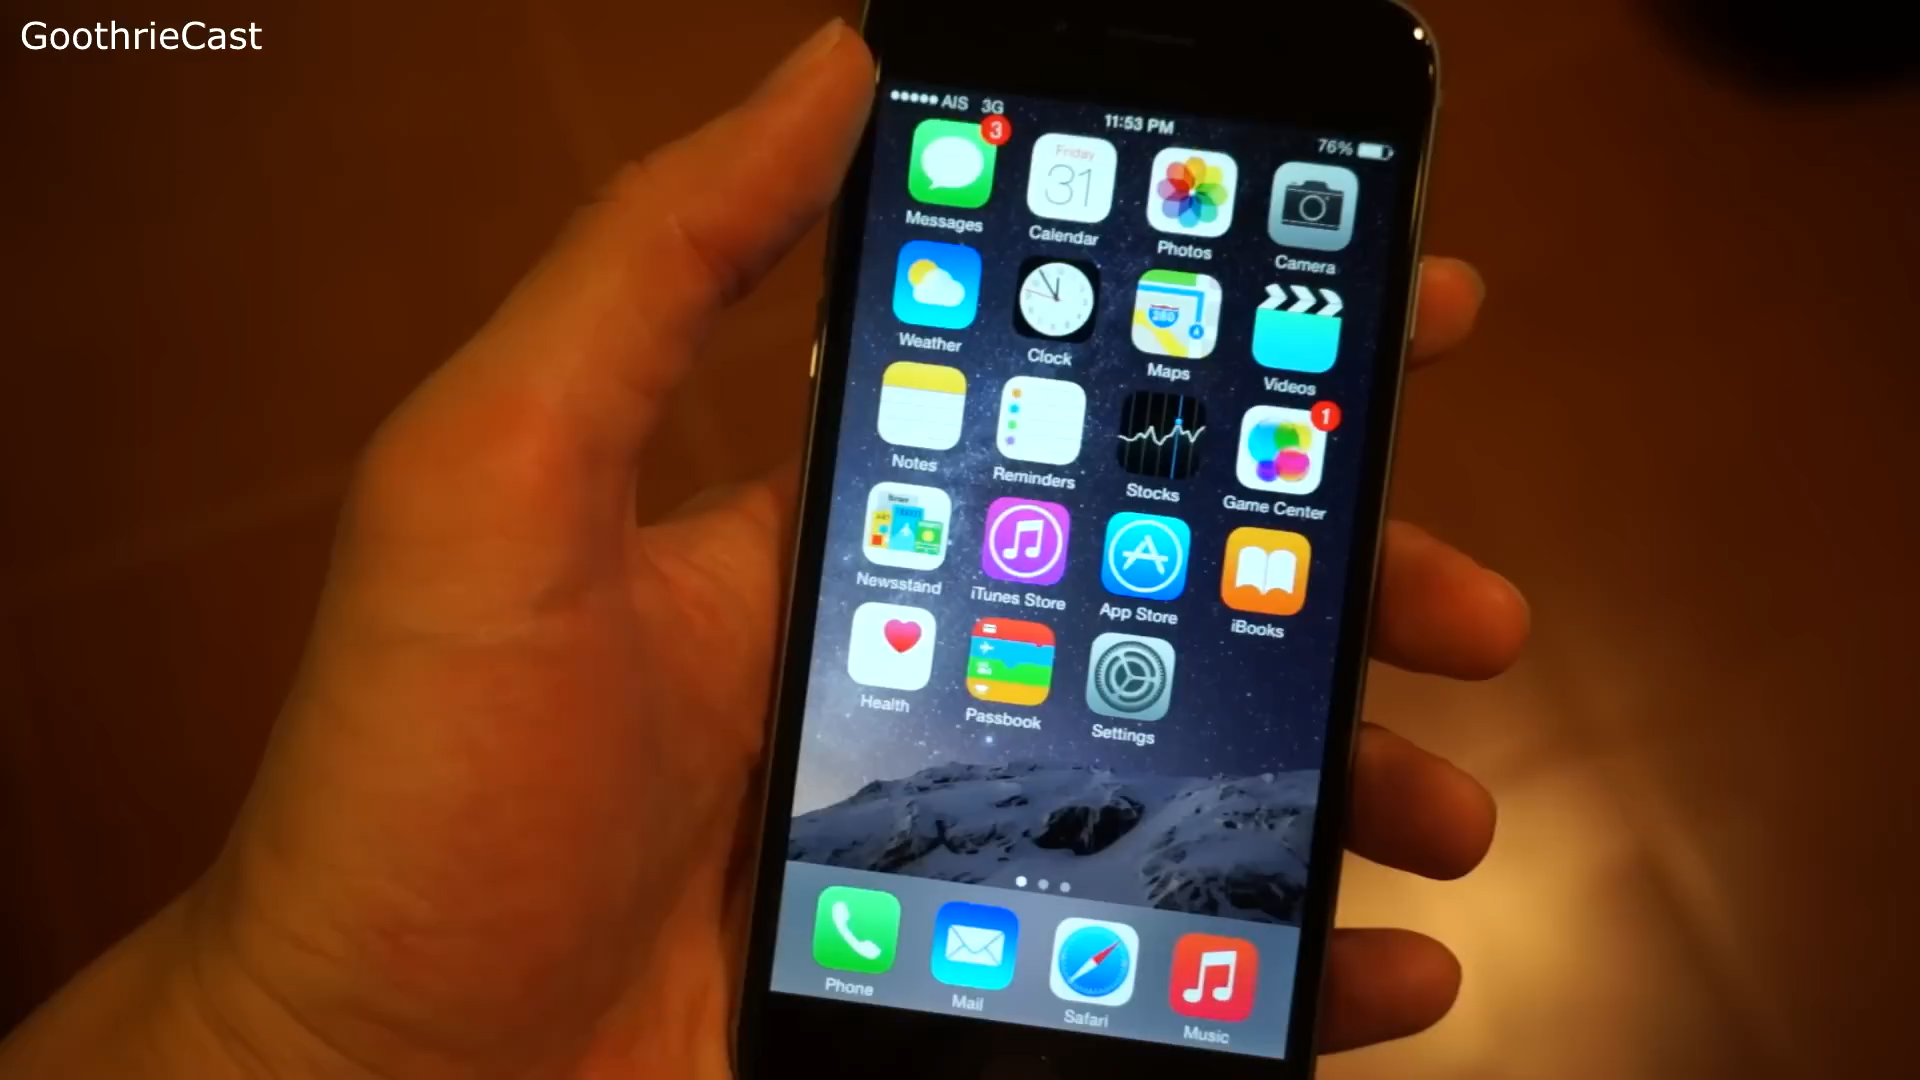 GoothrieCast
AIS 3G
11:53 PM
76%
3
Friday
31
Messages
Calendar
Photos
Camera
280
Weather
Clock
Maps
Videos
1
Notes
Reminders
Stocks
Game Center
Newsstand
iTunes Store
App Store
iBooks
Health
Passbook
Settings
Phone
Mail
Safari
Music